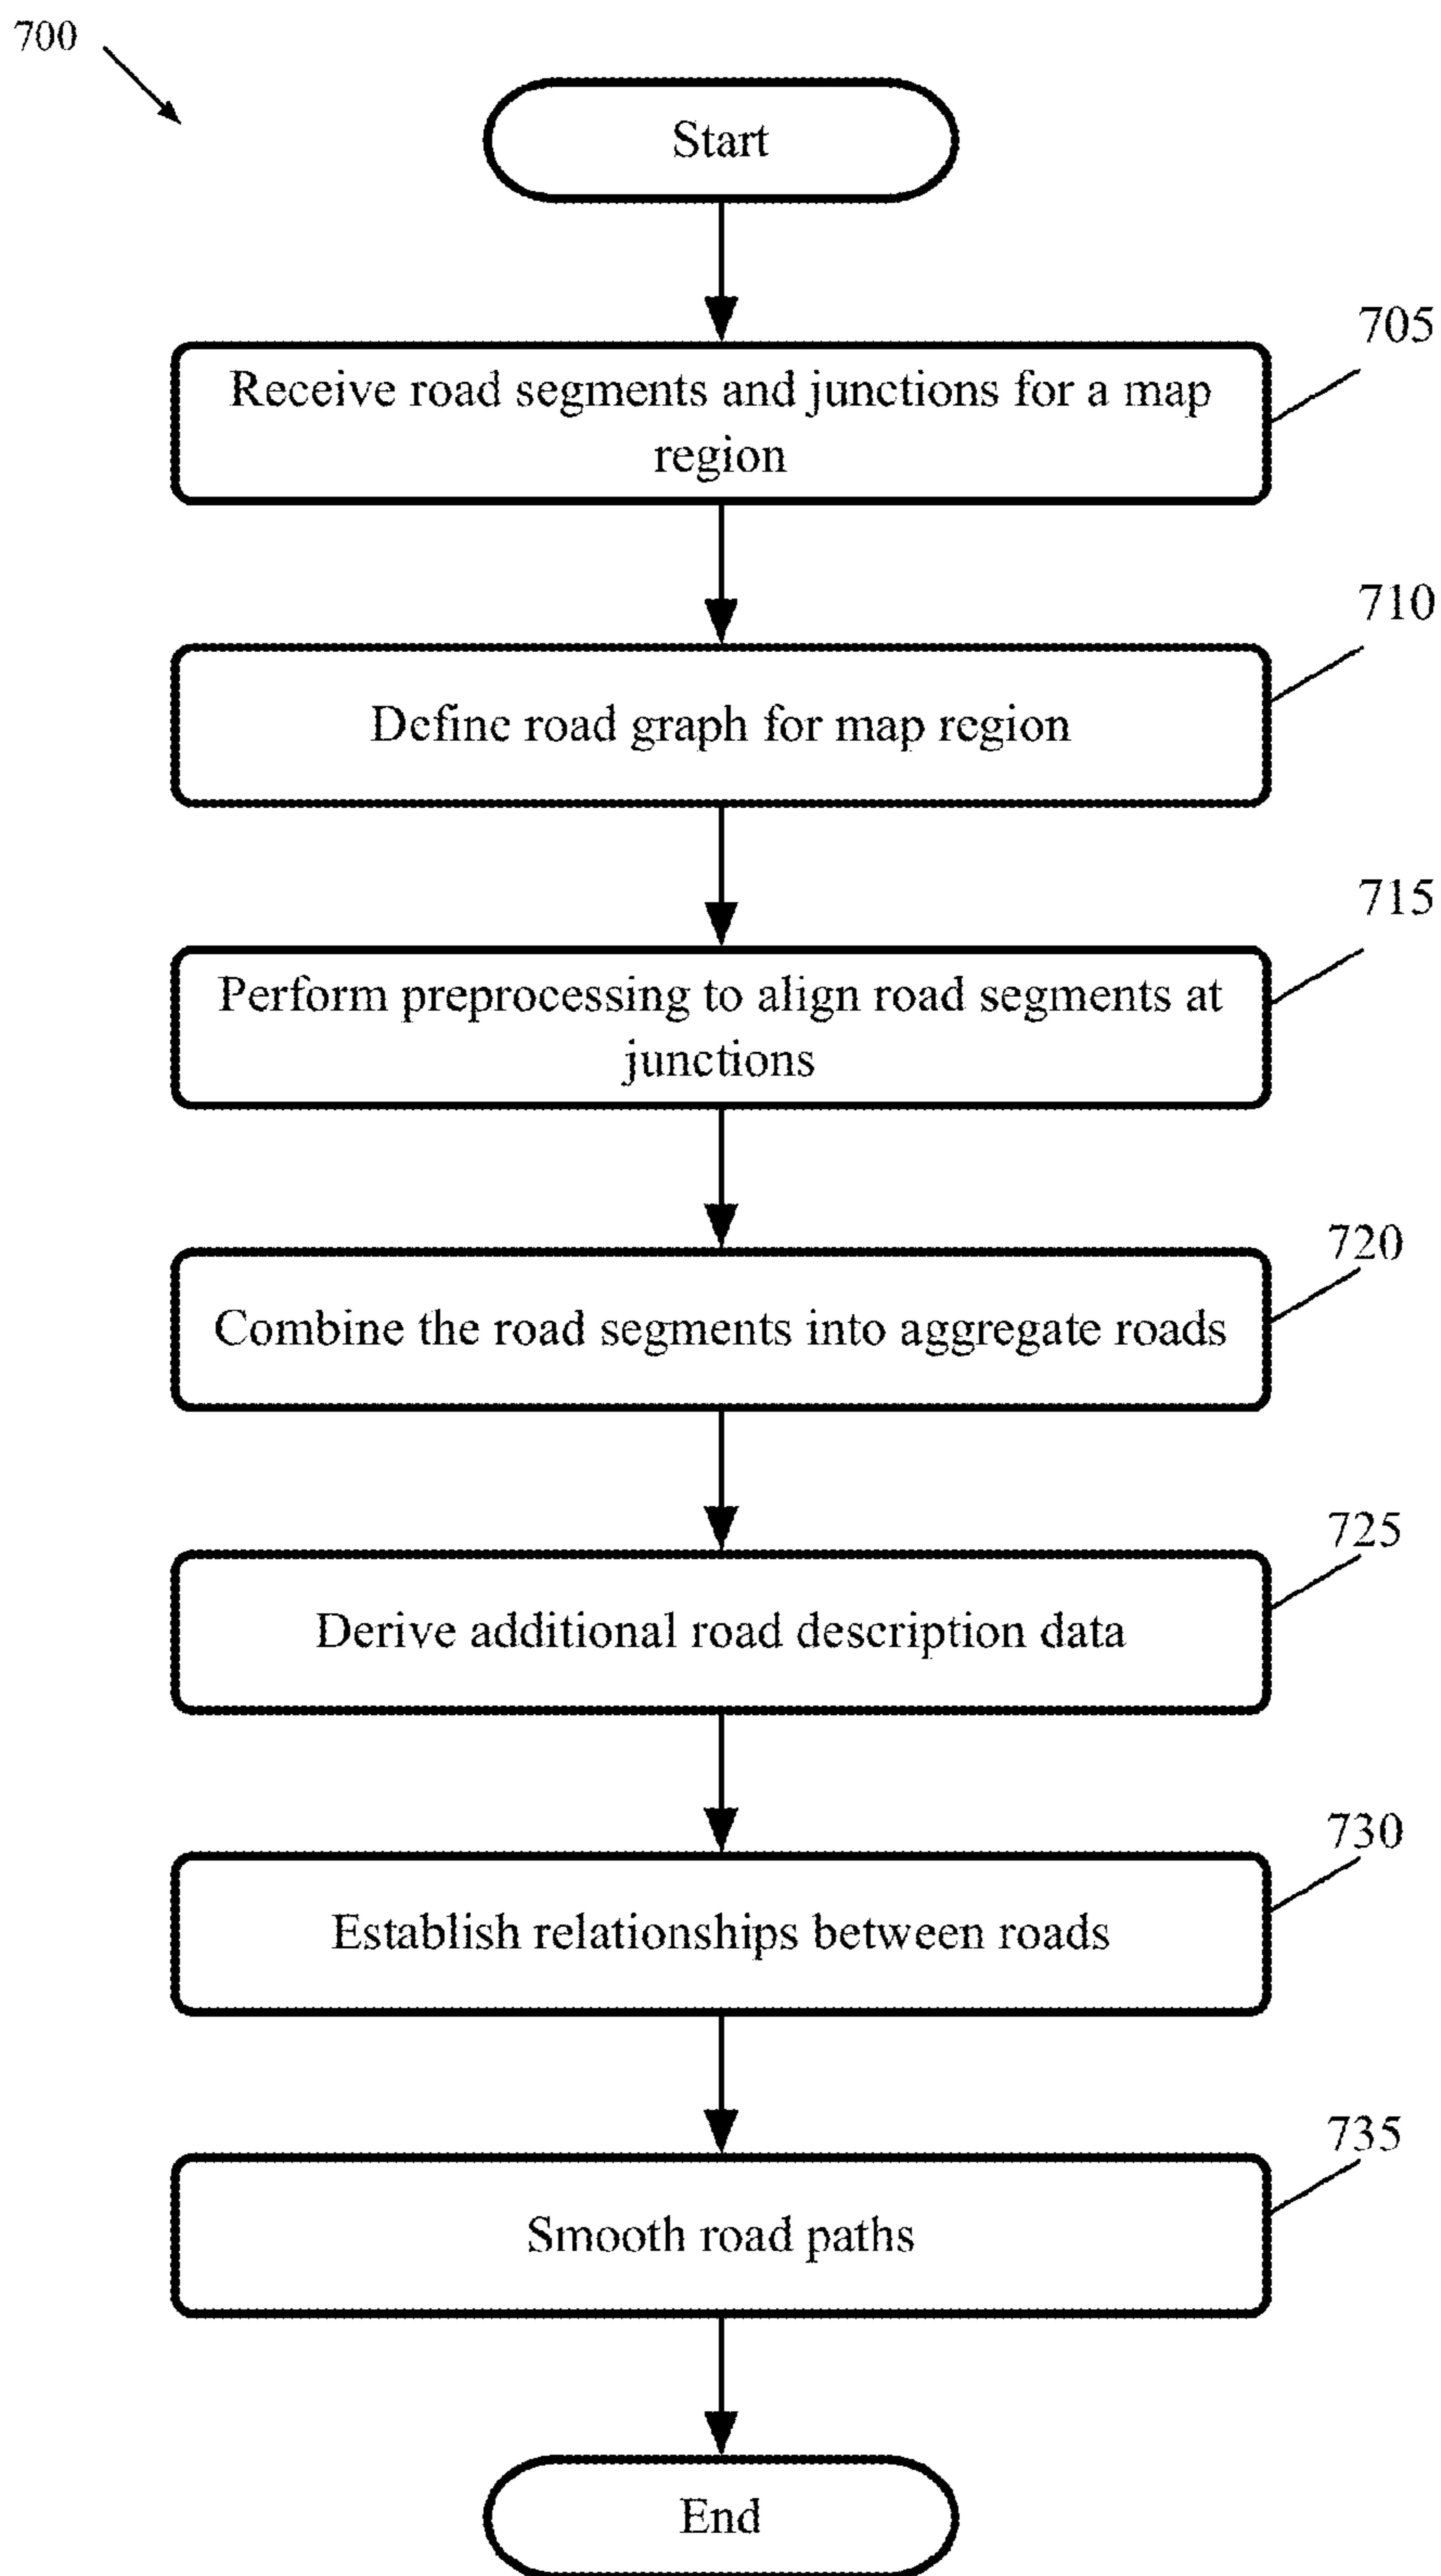 700
Start
705
Receive road segments and junctions for a map
region
710
Define road graph for map region
715
Perform preprocessing to align road segments at
junctions
720
Combine the road segments into aggregate roads
725
Derive additional road description data
730
Establish relationships between roads
735
Smooth road paths
End